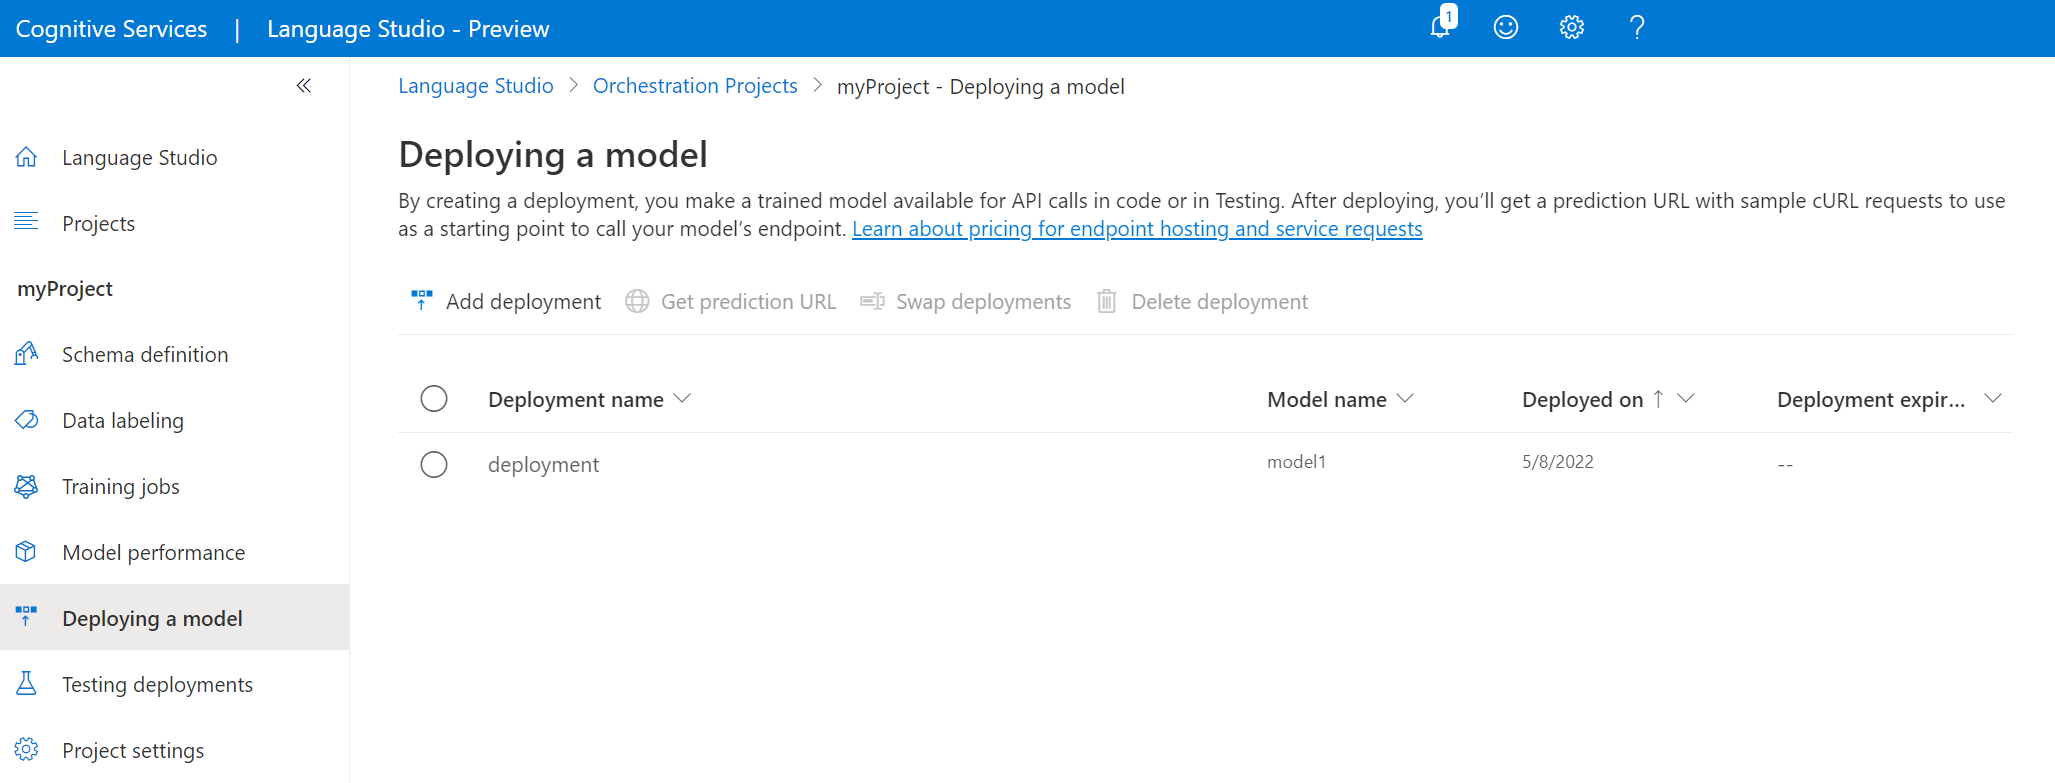 Cognitive Services | Language Studio - Preview
1
Language Studio > Orchestration Projects > myProject - Deploying a model
Language Studio
Projects
myProject
Schema definition
Data labeling
Training jobs
Model performance
Deploying a model
Testing deployments
Project settings
Deploying a model
By creating a deployment, you make a trained model available for API calls in code or in Testing. After deploying, you’ll get a prediction URL with sample cURL requests to use
as a starting point to call your model’s endpoint. Learn about pricing for endpoint hosting and service requests
Add deployment Get prediction URL Swap deployments Delete deployment
Deployment name Model name Deployed on ↑ Deployment expir...
deployment model1 5/8/2022 --